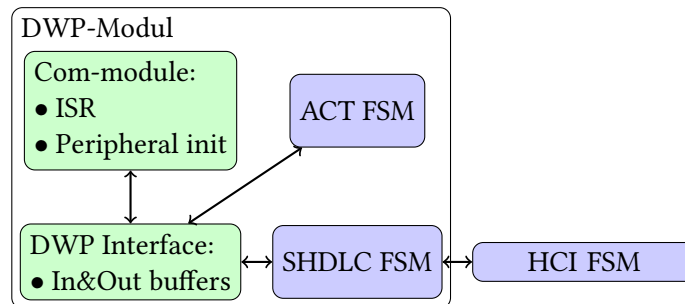 DWP-Modul
Com-module:
• ISR
• Peripheral init
ACT FSM
DWP Interface:
• In&Out buffers
SHDLC FSM
HCI FSM